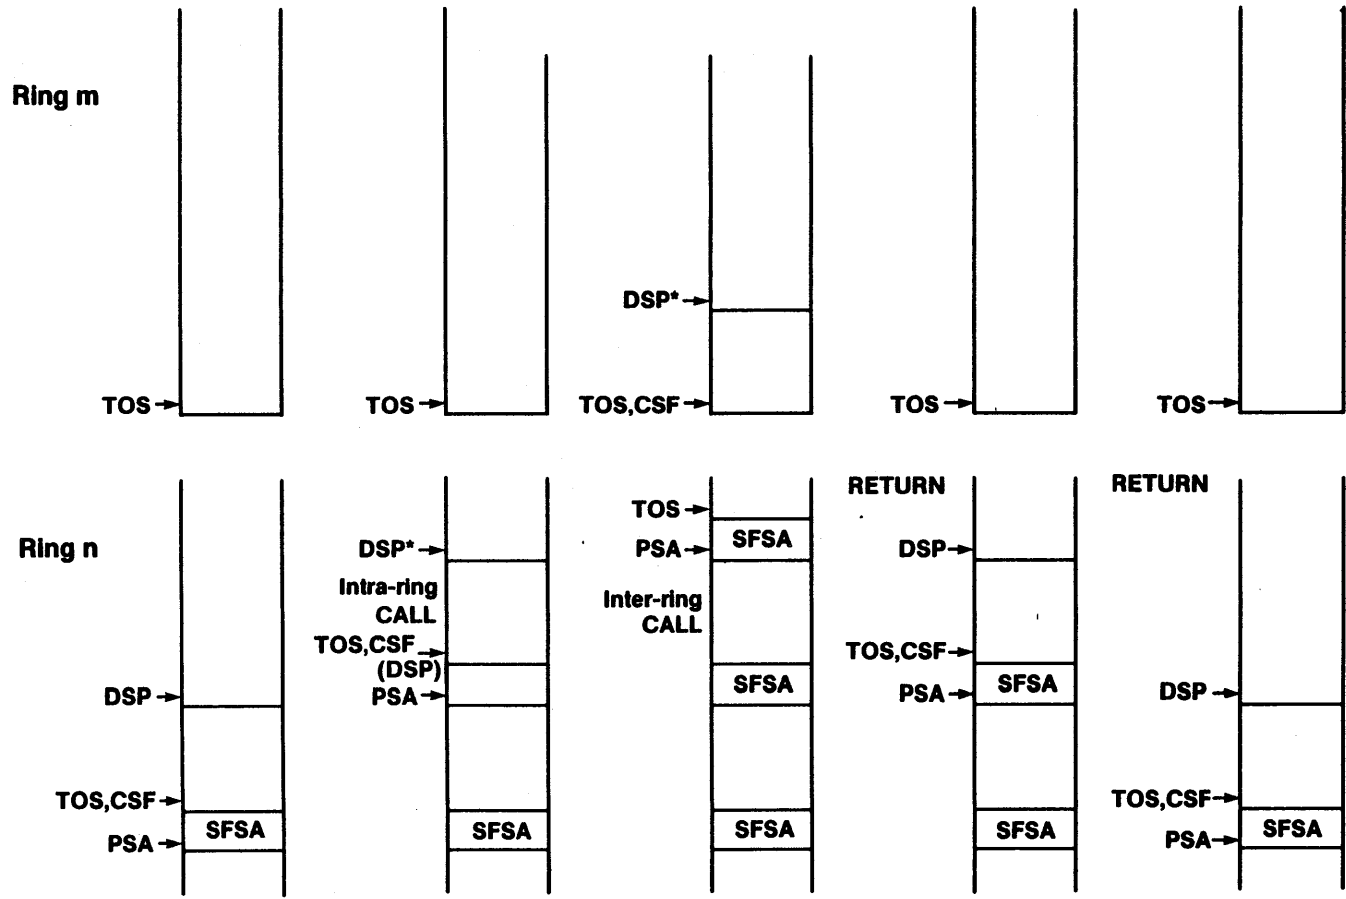 Ring m
DSP*
TOS
TOS
TOS,CSF
TOS
TOS
RETURN
RETURN
TOS
SFSA
Ring n
DSP*
PSA
DSP
Intra-ring
CALL
Inter-ring
CALL
TOS,CSF
(DSP)
TOS,CSF
SFSA
SFSA
DSP
PSA
PSA
DSP
TOS,CSF
TOS,CSF
SFSA
SFSA
SFSA
SFSA
SFSA
PSA
PSA